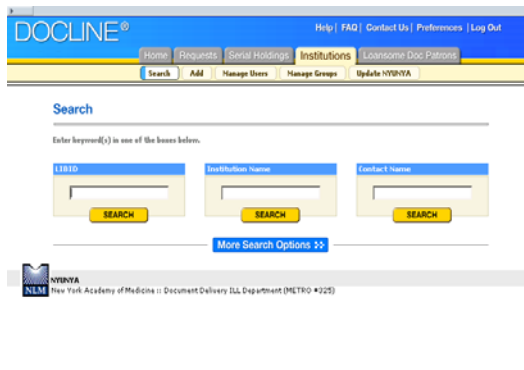 DOCLINE®
Help | FAQ | Contact Us | Preferences | Log Out
Home Requests Serial Holdings Institutions Loansome Doc Patrons
Search Add Manage Users Manage Groups Update NYUNYA
Search
Enter keyword(s) in one of the boxes below.
LIBID Institution Name Contact Name
SEARCH SEARCH SEARCH
More Search Options >>
NYUNYA
NLM New York Academy of Medicine :: Document Delivery ILL Department (METRO #325)